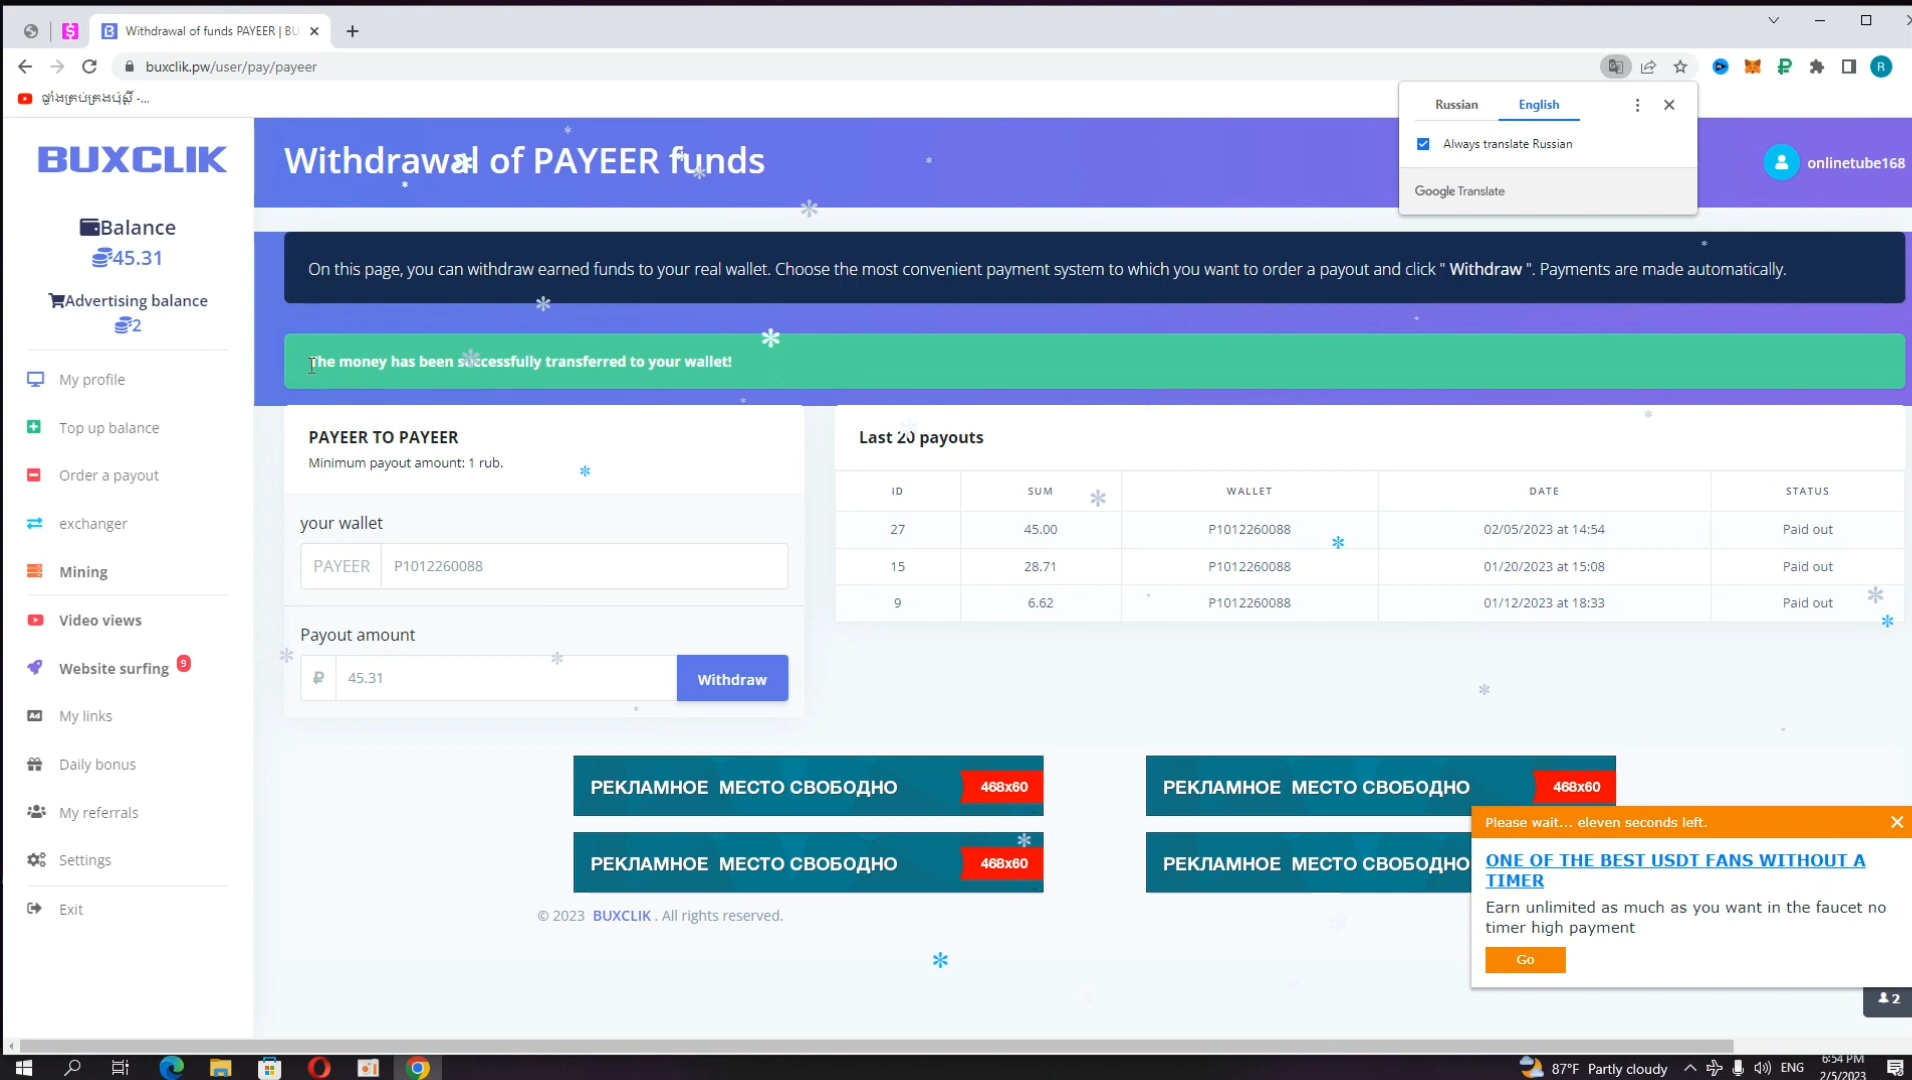 Withdrawal of funds PAYEER | BU
buxclik.pw/user/pay/payeer
R
Russian
English
Always translate Russian
Google Translate
BUXCLIK
Withdrawal of PAYEER funds
onlinetube168
Balance
45.31
Advertising balance
2
My profile
Top up balance
Order a payout
exchanger
Mining
Video views
Website surfing 9
My links
Daily bonus
My referrals
Settings
Exit
On this page, you can withdraw earned funds to your real wallet. Choose the most convenient payment system to which you want to order a payout and click " Withdraw ". Payments are made automatically.
The money has been successfully transferred to your wallet!
PAYEER TO PAYEER
Minimum payout amount: 1 rub.
your wallet
PAYEER P1012260088
Payout amount
₽ 45.31
Withdraw
Last 20 payouts
ID SUM WALLET DATE STATUS
27 45.00 P1012260088 02/05/2023 at 14:54 Paid out
15 28.71 P1012260088 01/20/2023 at 15:08 Paid out
9 6.62 P1012260088 01/12/2023 at 18:33 Paid out
РЕКЛАМНОЕ МЕСТО СВОБОДНО 468x60
РЕКЛАМНОЕ МЕСТО СВОБОДНО 468x60
РЕКЛАМНОЕ МЕСТО СВОБОДНО 468x60
РЕКЛАМНОЕ МЕСТО СВОБОДНО
© 2023 BUXCLIK . All rights reserved.
Please wait... eleven seconds left.
ONE OF THE BEST USDT FANS WITHOUT A
TIMER
Earn unlimited as much as you want in the faucet no
timer high payment
Go
2
87°F Partly cloudy
ENG
6:54 PM
2/5/2023